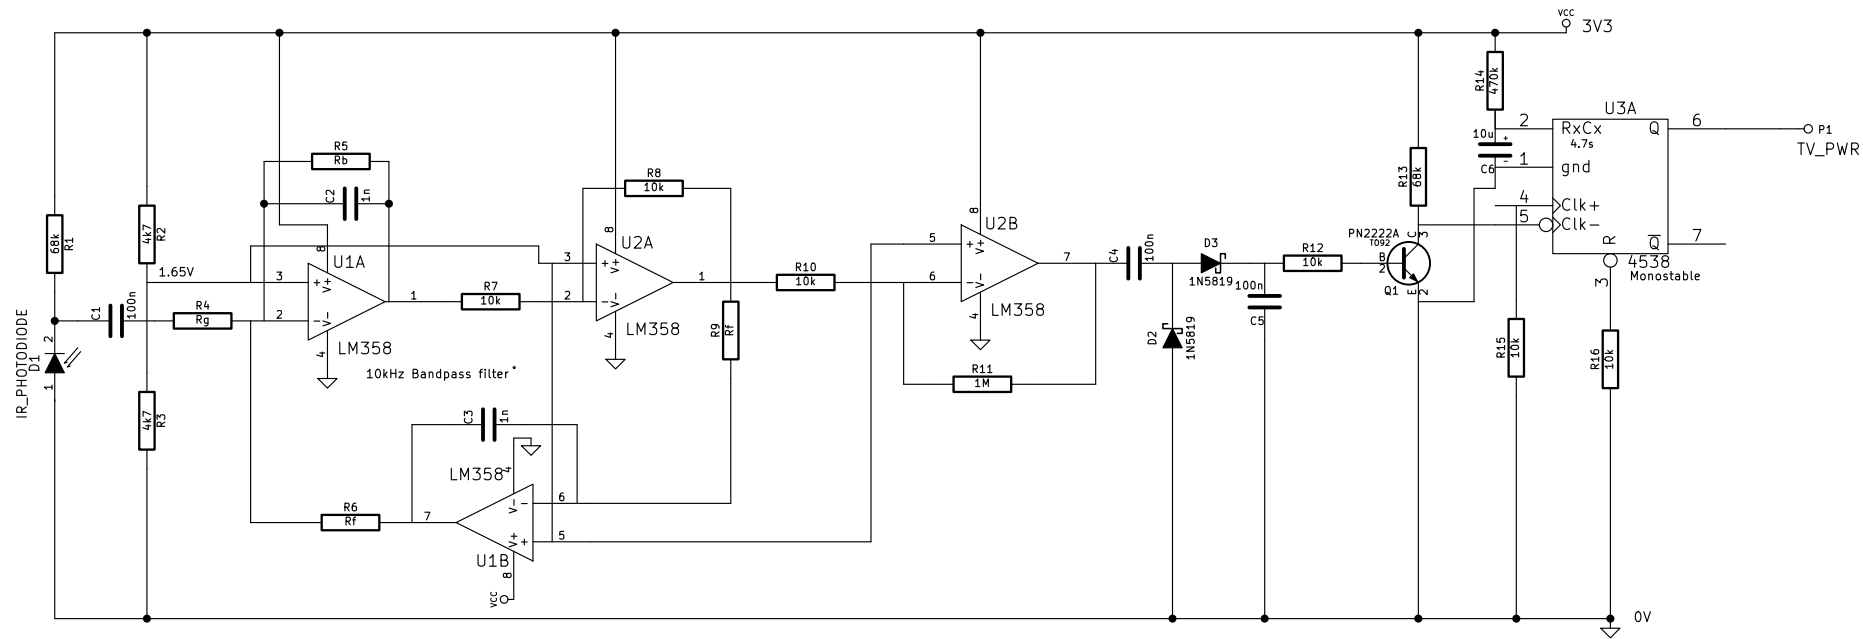 VCC
3V3
R14
470k
U3A
2
RxCx
Q
6
P1
4.7s
TV_PWR
10u
+
-
C6
1
gnd
R5
Rb
C2
1n
R8
10k
R13
68k
4
Clk+
5
Clk-
R
Q
7
3
4538
Monostable
68k
R1
4k7
R2
1.65V
8
U1A
3
+
V+
2
-
V-
4
1
LM358
8
U2A
3
+
V+
2
-
V-
4
1
LM358
R7
10k
R10
10k
8
U2B
5
+
V+
6
-
V-
4
7
LM358
C4
100n
D3
1N5819
R12
10k
PN2222A
TO92
C
3
B
2
E
2
Q1
IR_PHOTODIODE
D1
2
1
C1
100n
R4
Rg
R9
Rf
100n
C5
D2
1N5819
10kHz Bandpass filter*
R11
1M
R15
10k
R16
10k
4k7
R3
C3
1n
LM358
4
V-
-
6
R6
Rf
7
V+
+
5
U1B
8
VCC
0V